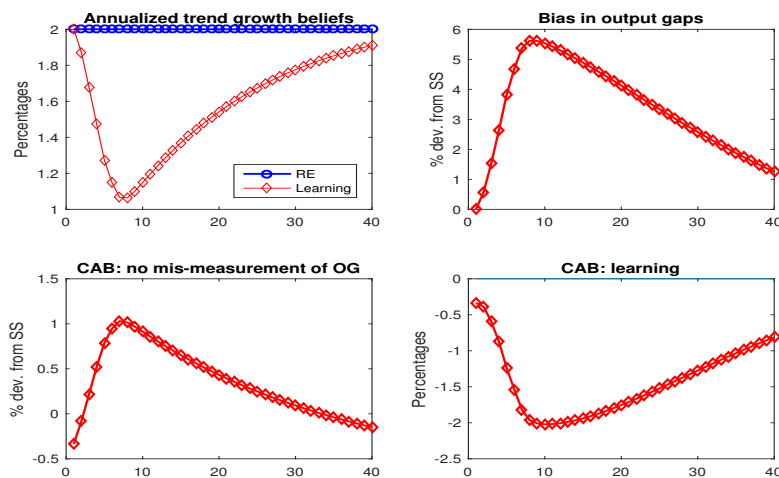 Annualized trend growth beliefs
Percentages
2
1.8
1.6
1.4
1.2
1
0 10 20 30 40
RE
Learning
Bias in output gaps
% dev. from SS
6
5
4
3
2
1
0
0 10 20 30 40
CAB: no mis-measurement of OG
% dev. from SS
1.5
1
0.5
0
-0.5
0 10 20 30 40
CAB: learning
Percentages
0
-0.5
-1
-1.5
-2
-2.5
0 10 20 30 40